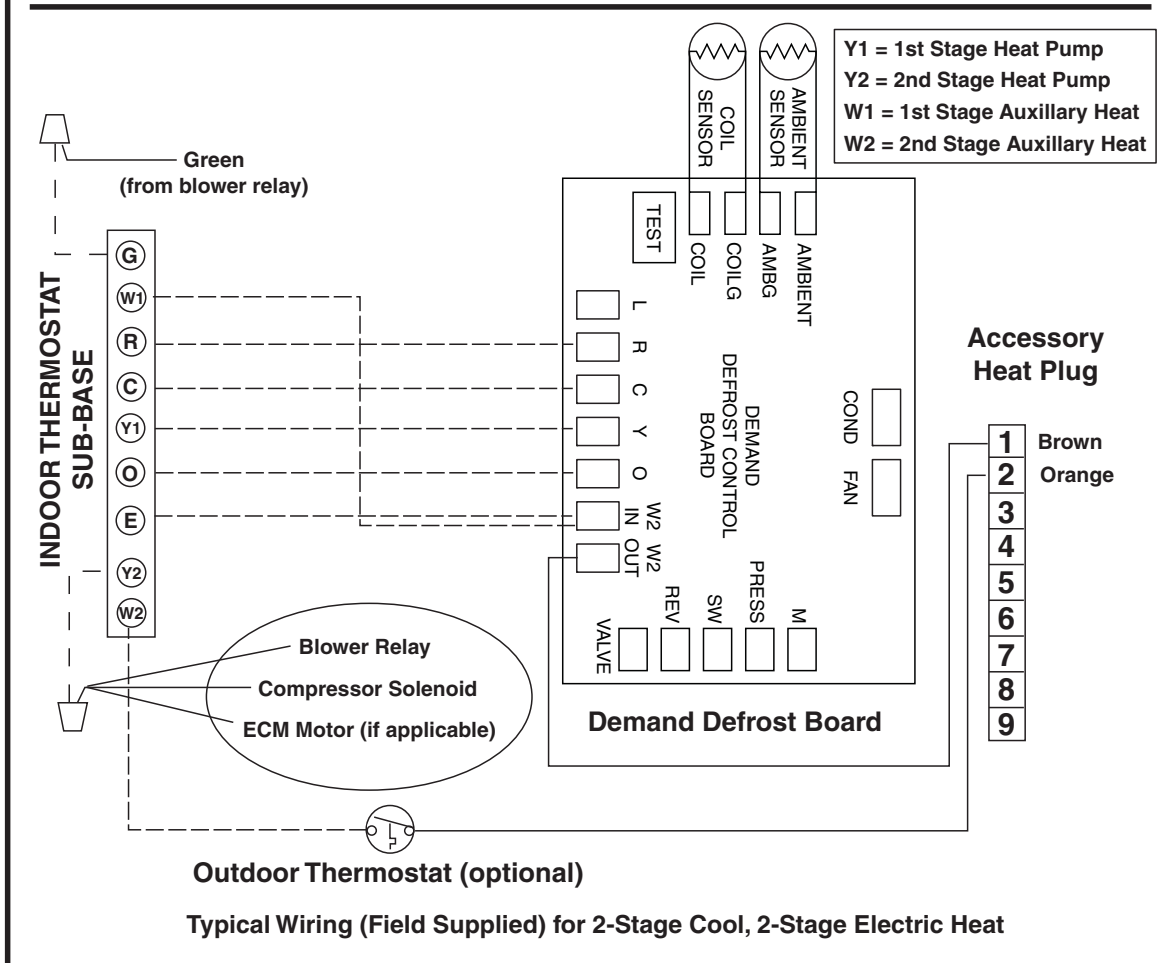 Y1 = 1st Stage Heat Pump
Y2 = 2nd Stage Heat Pump
W1 = 1st Stage Auxillary Heat
W2 = 2nd Stage Auxillary Heat
COIL
SENSOR
AMBIENT
SENSOR
Green
(from blower relay)
INDOOR THERMOSTAT
SUB-BASE
G
W1
R
C
Y1
O
E
Y2
W2
TEST
COIL
COILG
AMBG
AMBIENT
L
R
C
Y
O
W2
IN
W2
OUT
DEMAND
DEFROST CONTROL
BOARD
COND
FAN
VALVE
REV
SW
PRESS
M
Demand Defrost Board
Accessory
Heat Plug
1 Brown
2 Orange
3
4
5
6
7
8
9
Blower Relay
Compressor Solenoid
ECM Motor (if applicable)
Outdoor Thermostat (optional)
Typical Wiring (Field Supplied) for 2-Stage Cool, 2-Stage Electric Heat